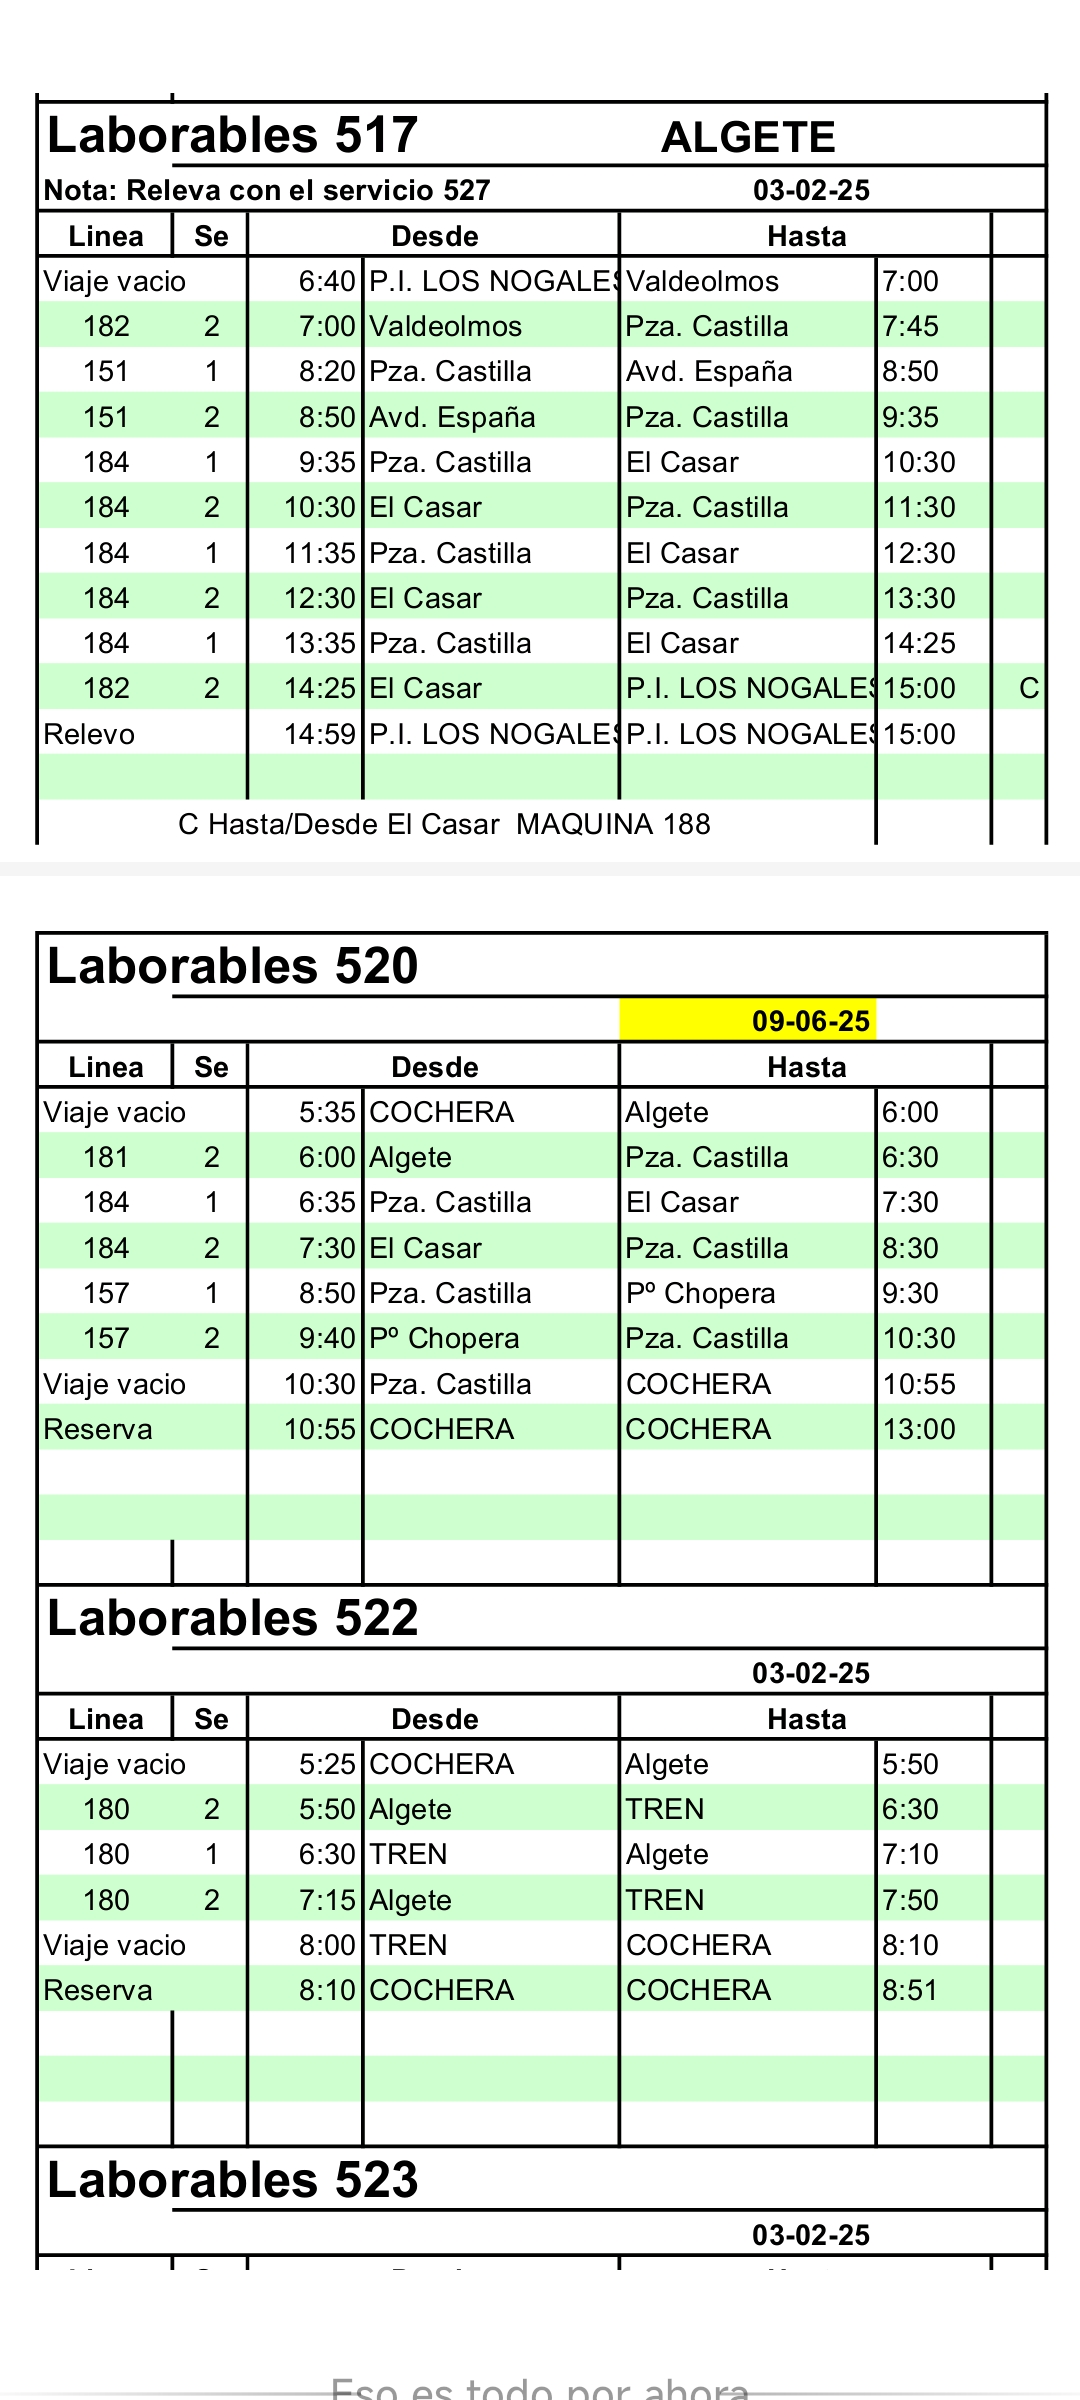 Laborables 517 ALGETE
Nota: Releva con el servicio 527 03-02-25
Linea Se Desde Hasta
Viaje vacio 6:40 P.I. LOS NOGALES Valdeolmos 7:00
182 2 7:00 Valdeolmos Pza. Castilla 7:45
151 1 8:20 Pza. Castilla Avd. España 8:50
151 2 8:50 Avd. España Pza. Castilla 9:35
184 1 9:35 Pza. Castilla El Casar 10:30
184 2 10:30 El Casar Pza. Castilla 11:30
184 1 11:35 Pza. Castilla El Casar 12:30
184 2 12:30 El Casar Pza. Castilla 13:30
184 1 13:35 Pza. Castilla El Casar 14:25
182 2 14:25 El Casar P.I. LOS NOGALES 15:00 C
Relevo 14:59 P.I. LOS NOGALES P.I. LOS NOGALES 15:00
C Hasta/Desde El Casar MAQUINA 188
Laborables 520
09-06-25
Linea Se Desde Hasta
Viaje vacio 5:35 COCHERA Algete 6:00
181 2 6:00 Algete Pza. Castilla 6:30
184 1 6:35 Pza. Castilla El Casar 7:30
184 2 7:30 El Casar Pza. Castilla 8:30
157 1 8:50 Pza. Castilla Pº Chopera 9:30
157 2 9:40 Pº Chopera Pza. Castilla 10:30
Viaje vacio 10:30 Pza. Castilla COCHERA 10:55
Reserva 10:55 COCHERA COCHERA 13:00
Laborables 522
03-02-25
Linea Se Desde Hasta
Viaje vacio 5:25 COCHERA Algete 5:50
180 2 5:50 Algete TREN 6:30
180 1 6:30 TREN Algete 7:10
180 2 7:15 Algete TREN 7:50
Viaje vacio 8:00 TREN COCHERA 8:10
Reserva 8:10 COCHERA COCHERA 8:51
Laborables 523
03-02-25
Eso es todo por ahora